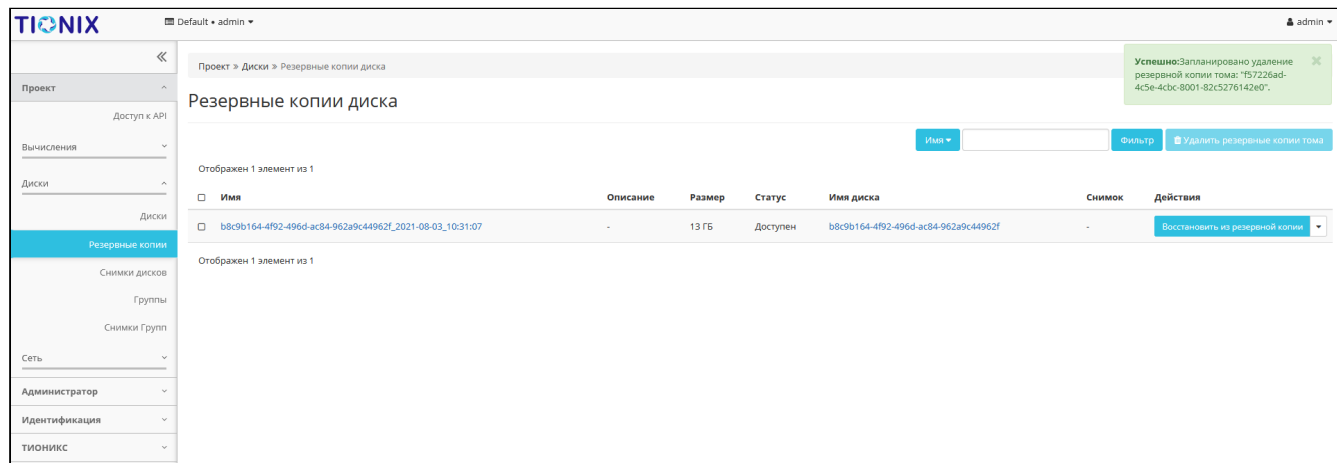 TIONIX
Default • admin
admin
Проект » Диски » Резервные копии диска
Успешно:Запланировано удаление
резервной копии тома: "f57226ad-
4c5e-4cbc-8001-82c5276142e0".
Резервные копии диска
Проект
Доступ к API
Вычисления
Диски
Диски
Резервные копии
Снимки дисков
Группы
Снимки Групп
Сеть
Администратор
Идентификация
ТИОНИКС
Имя
Фильтр
Удалить резервные копии тома
Отображен 1 элемент из 1
Имя Описание Размер Статус Имя диска Снимок Действия
b8c9b164-4f92-496d-ac84-962a9c44962f_2021-08-03_10:31:07 - 13 ГБ Доступен b8c9b164-4f92-496d-ac84-962a9c44962f - Восстановить из резервной копии
Отображен 1 элемент из 1